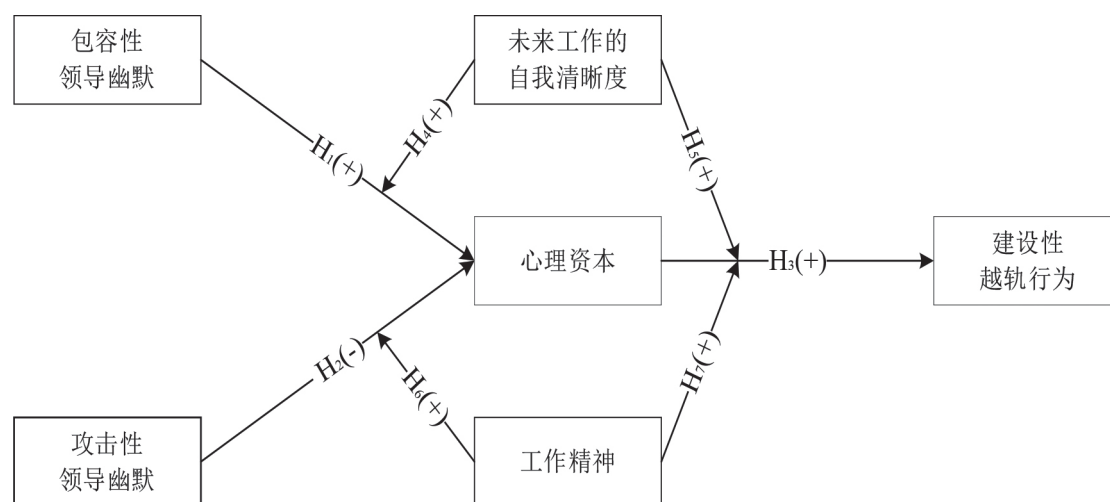 包容性
领导幽默
未来工作的
自我清晰度
H₁(+)
H₄(+)
H₅(+)
心理资本
H₃(+)
建设性
越轨行为
H₂(-)
H₆(+)
H₇(+)
攻击性
领导幽默
工作精神